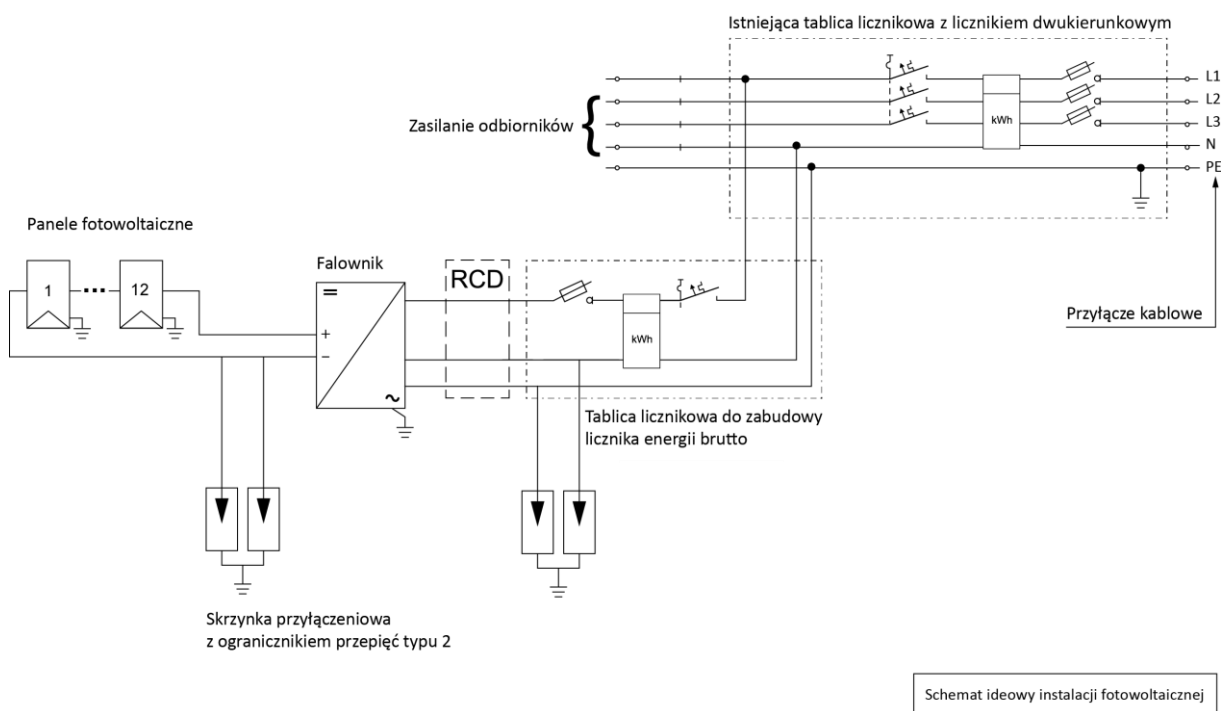 Istniejąca tablica licznikowa z licznikiem dwukierunkowym
L1
L2
L3
N
PE
kWh
Zasilanie odbiorników
Przyłącze kablowe
Panele fotowoltaiczne
1
12
Falownik
=
+
−
~
RCD
kWh
Tablica licznikowa do zabudowy
licznika energii brutto
Skrzynka przyłączeniowa
z ogranicznikiem przepięć typu 2
Schemat ideowy instalacji fotowoltaicznej